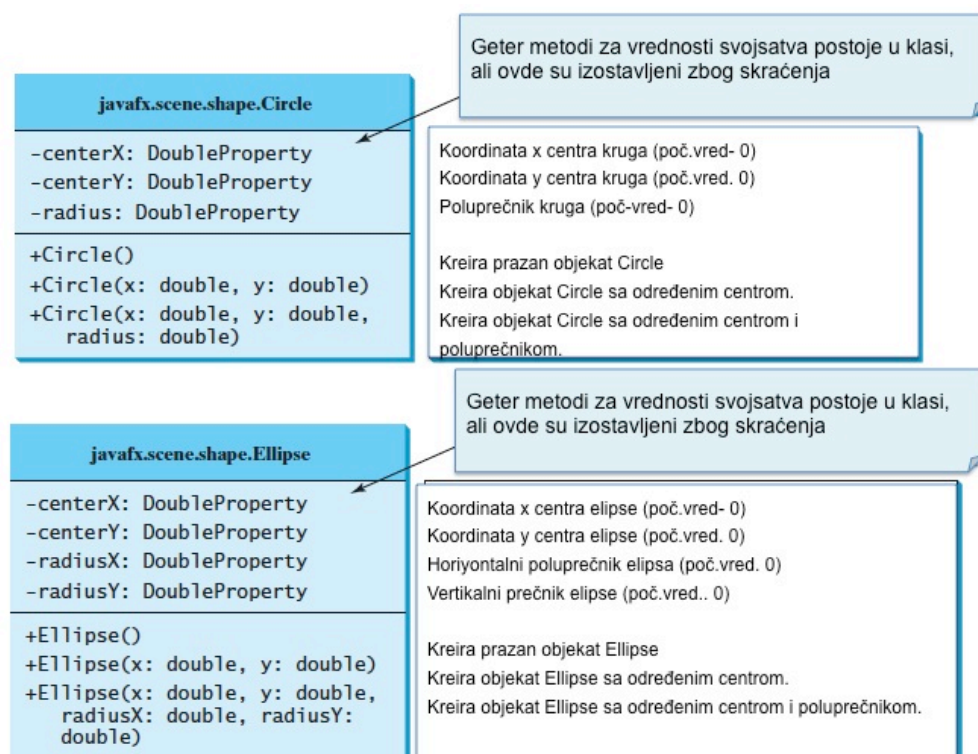 Geter metodi za vrednosti svojsatva postoje u klasi,
ali ovde su izostavljeni zbog skraćenja
javafx.scene.shape.Circle
-centerX: DoubleProperty
-centerY: DoubleProperty
-radius: DoubleProperty
Koordinata x centra kruga (poč.vred- 0)
Koordinata y centra kruga (poč.vred. 0)
Poluprečnik kruga (poč-vred- 0)
+Circle()
+Circle(x: double, y: double)
+Circle(x: double, y: double,
radius: double)
Kreira prazan objekat Circle
Kreira objekat Circle sa određenim centrom.
Kreira objekat Circle sa određenim centrom i
poluprečnikom.
Geter metodi za vrednosti svojsatva postoje u klasi,
ali ovde su izostavljeni zbog skraćenja
javafx.scene.shape.Ellipse
-centerX: DoubleProperty
-centerY: DoubleProperty
-radiusX: DoubleProperty
-radiusY: DoubleProperty
Koordinata x centra elipse (poč.vred- 0)
Koordinata y centra elipse (poč.vred. 0)
Horiyontalni poluprečnik elipsa (poč.vred. 0)
Vertikalni prečnik elipse (poč.vred.. 0)
+Ellipse()
+Ellipse(x: double, y: double)
+Ellipse(x: double, y: double,
radiusX: double, radiusY:
double)
Kreira prazan objekat Ellipse
Kreira objekat Ellipse sa određenim centrom.
Kreira objekat Ellipse sa određenim centrom i poluprečnikom.